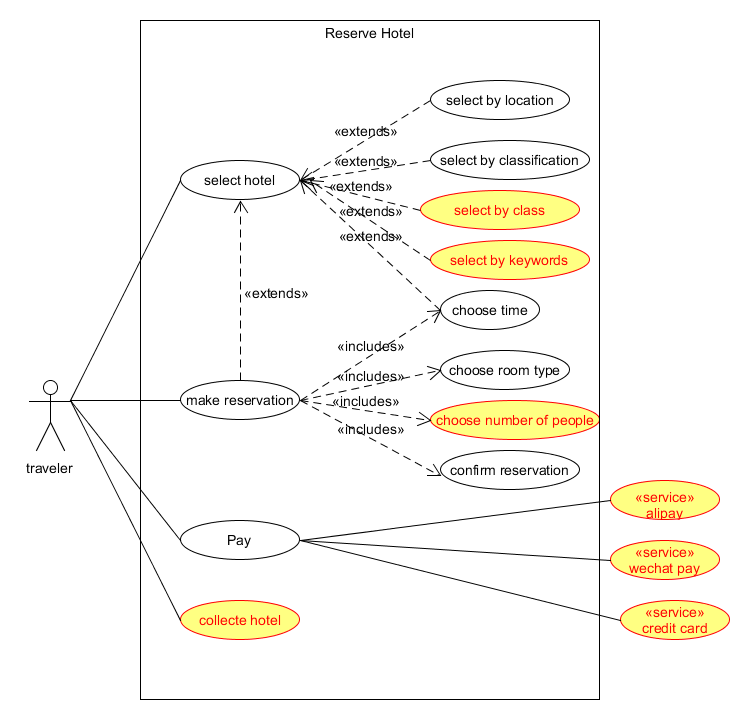 Reserve Hotel
select by location
«extends»
select by classification
«extends»
select hotel
«extends»
select by class
«extends»
«extends»
select by keywords
«extends»
choose time
«includes»
choose room type
«includes»
make reservation
«includes»
choose number of people
«includes»
confirm reservation
traveler
«service»
alipay
Pay
«service»
wechat pay
collecte hotel
«service»
credit card